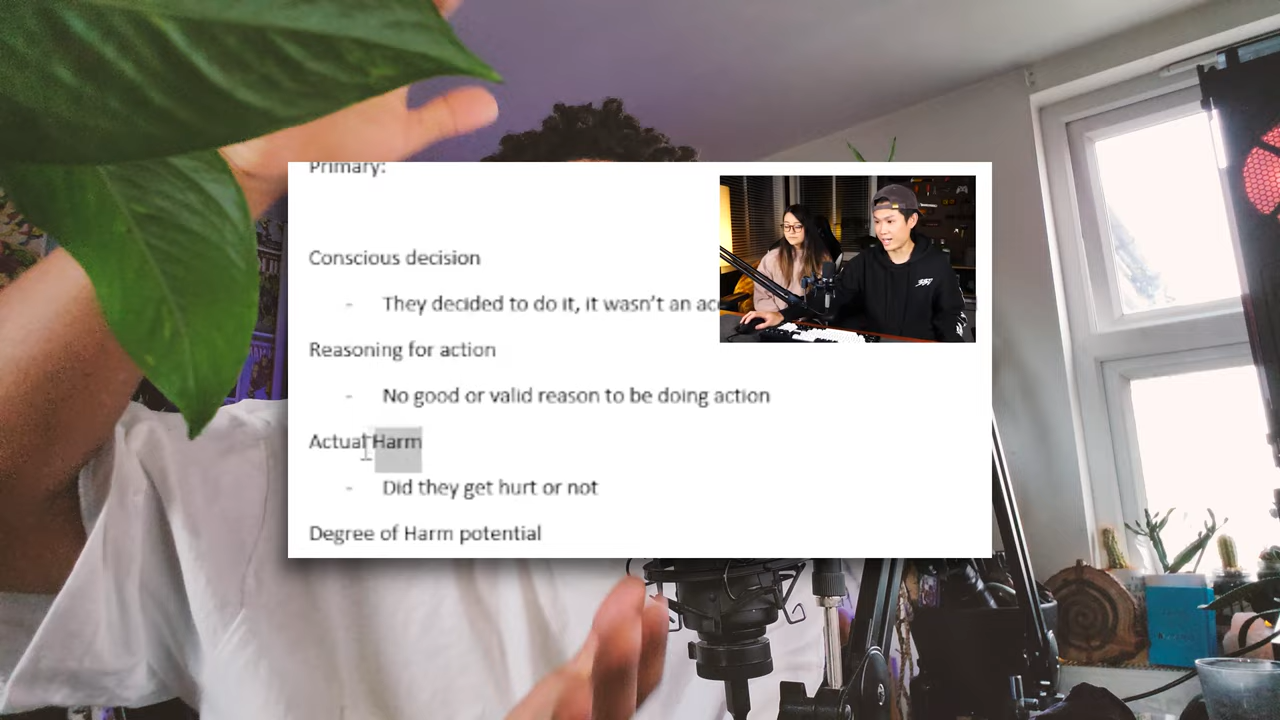 Primary:
Conscious decision
- They decided to do it, it wasn't an acc
Reasoning for action
- No good or valid reason to be doing action
Actual Harm
- Did they get hurt or not
Degree of Harm potential